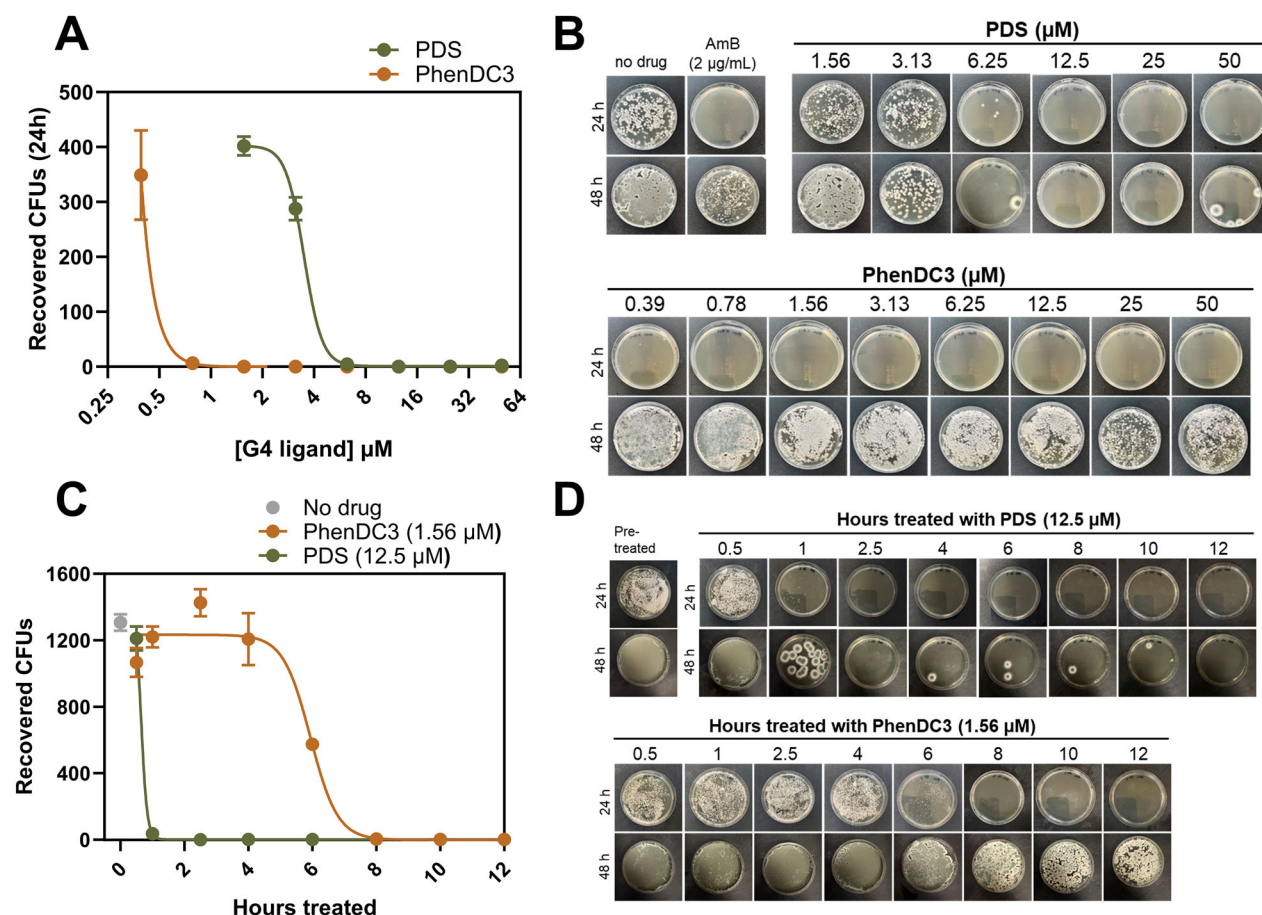 A
PDS
PhenDC3
Recovered CFUs (24h)
500
400
300
200
100
0
0.25
0.5
1
2
4
8
16
32
64
[G4 ligand] µM
B
no drug
AmB
(2 µg/mL)
PDS (µM)
1.56
3.13
6.25
12.5
25
50
24 h
48 h
PhenDC3 (µM)
0.39
0.78
1.56
3.13
6.25
12.5
25
50
24 h
48 h
C
No drug
PhenDC3 (1.56 µM)
PDS (12.5 µM)
Recovered CFUs
1600
1200
800
400
0
0
2
4
6
8
10
12
Hours treated
D
Pre-
treated
Hours treated with PDS (12.5 µM)
0.5
1
2.5
4
6
8
10
12
24 h
48 h
Hours treated with PhenDC3 (1.56 µM)
0.5
1
2.5
4
6
8
10
12
24 h
48 h